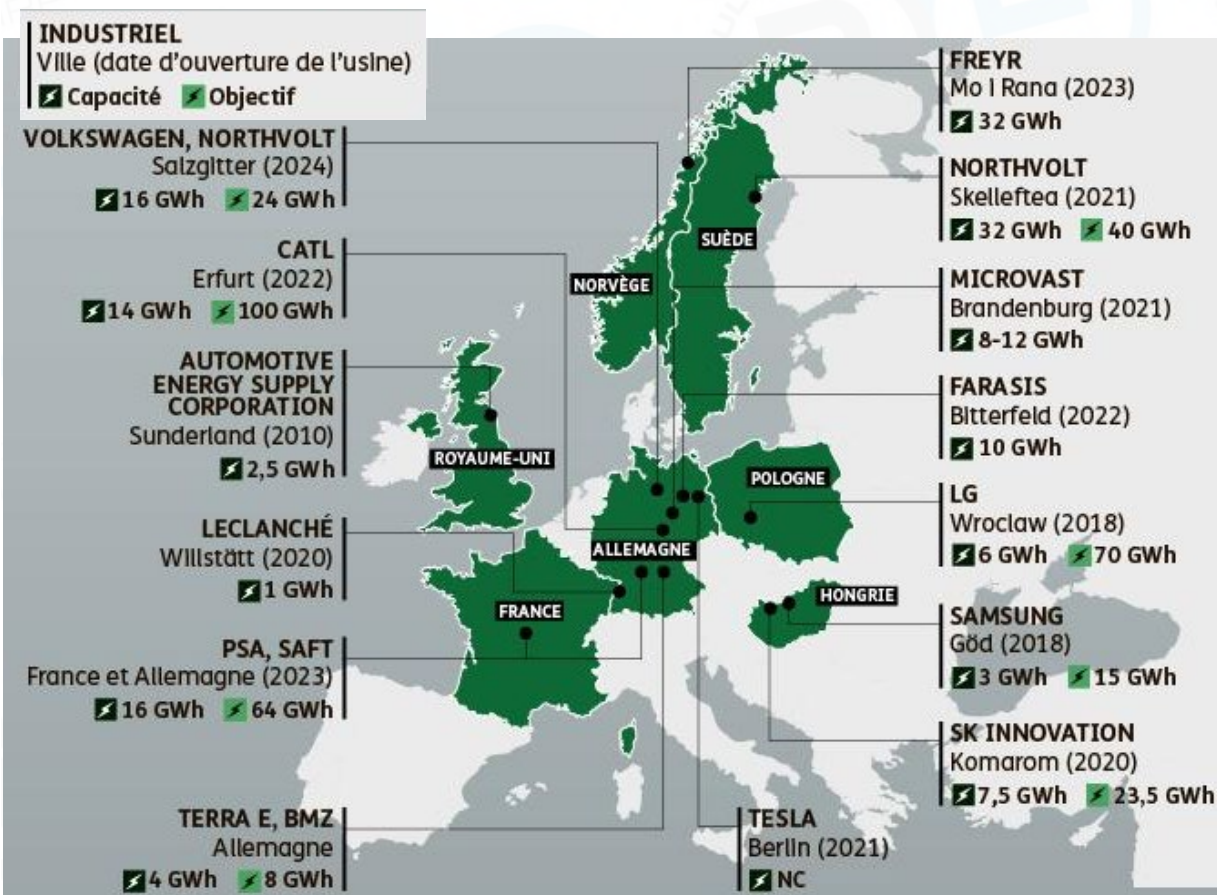 INDUSTRIEL
Ville (date d'ouverture de l'usine)
Capacité Objectif
VOLKSWAGEN, NORTHVOLT
Salzgitter (2024)
16 GWh 24 GWh
CATL
Erfurt (2022)
14 GWh 100 GWh
AUTOMOTIVE
ENERGY SUPPLY
CORPORATION
Sunderland (2010)
2,5 GWh
LECLANCHÉ
Willstätt (2020)
1 GWh
PSA, SAFT
France et Allemagne (2023)
16 GWh 64 GWh
TERRA E, BMZ
Allemagne
4 GWh 8 GWh
NORVÈGE
SUÈDE
ROYAUME-UNI
POLOGNE
ALLEMAGNE
FRANCE
HONGRIE
FREYR
Mo I Rana (2023)
32 GWh
NORTHVOLT
Skelleftea (2021)
32 GWh 40 GWh
MICROVAST
Brandenburg (2021)
8-12 GWh
FARASIS
Bitterfeld (2022)
10 GWh
LG
Wroclaw (2018)
6 GWh 70 GWh
SAMSUNG
Göd (2018)
3 GWh 15 GWh
SK INNOVATION
Komarom (2020)
7,5 GWh 23,5 GWh
TESLA
Berlin (2021)
NC